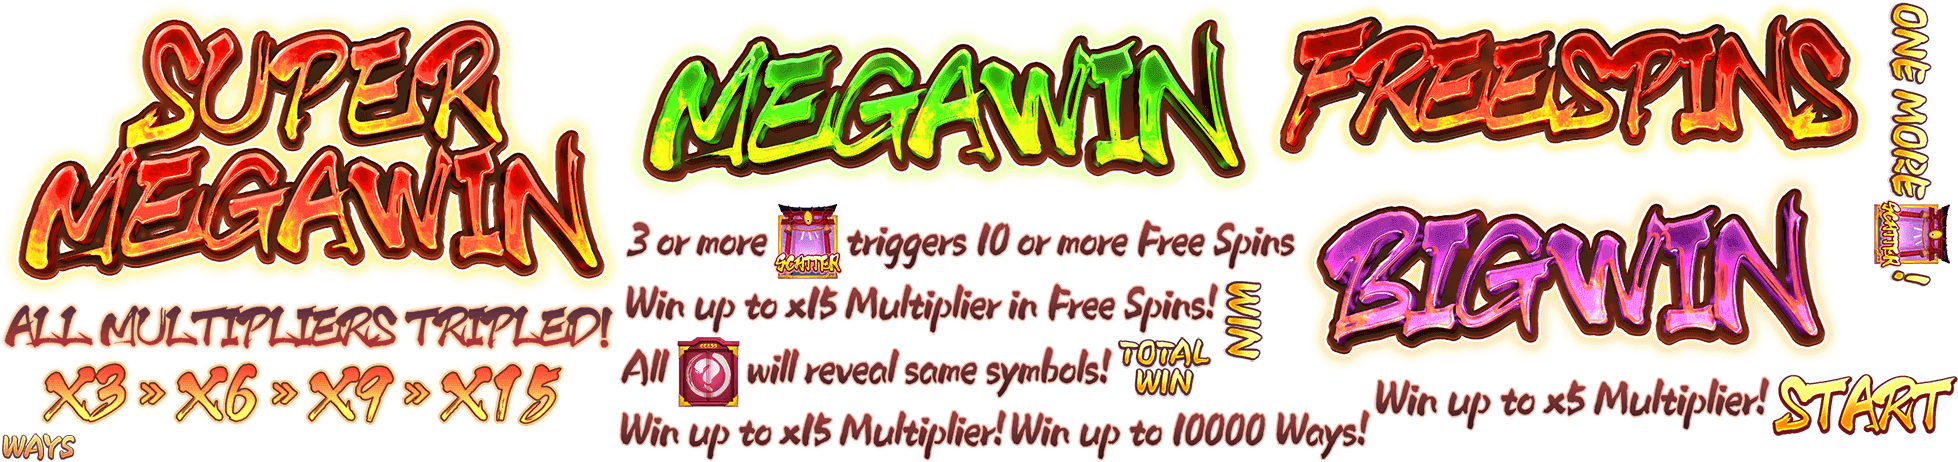 SUPER
MEGAWIN
ALL MULTIPLIERS TRIPLED!
X3 » X6 » X9 » X15
WAYS
MEGAWIN
3 or more SCATTER triggers 10 or more Free Spins
Win up to x15 Multiplier in Free Spins!
WIN
All will reveal same symbols!
TOTAL
WIN
Win up to x15 Multiplier!
Win up to 10000 Ways!
FREESPINS
BIGWIN
Win up to x5 Multiplier!
START
ONE MORE SCATTER !